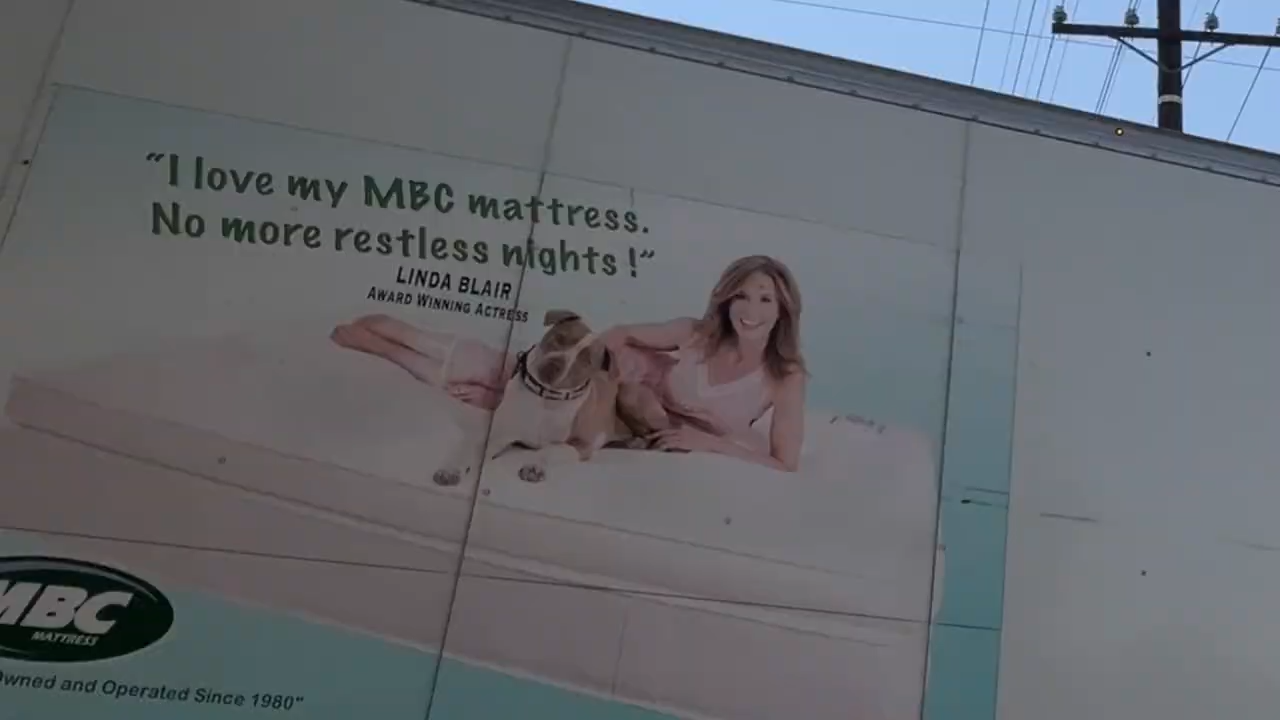 “I love my MBC mattress.
No more restless nights !”
LINDA BLAIR
AWARD WINNING ACTRESS
MBC
MATTRESS
Owned and Operated Since 1980"